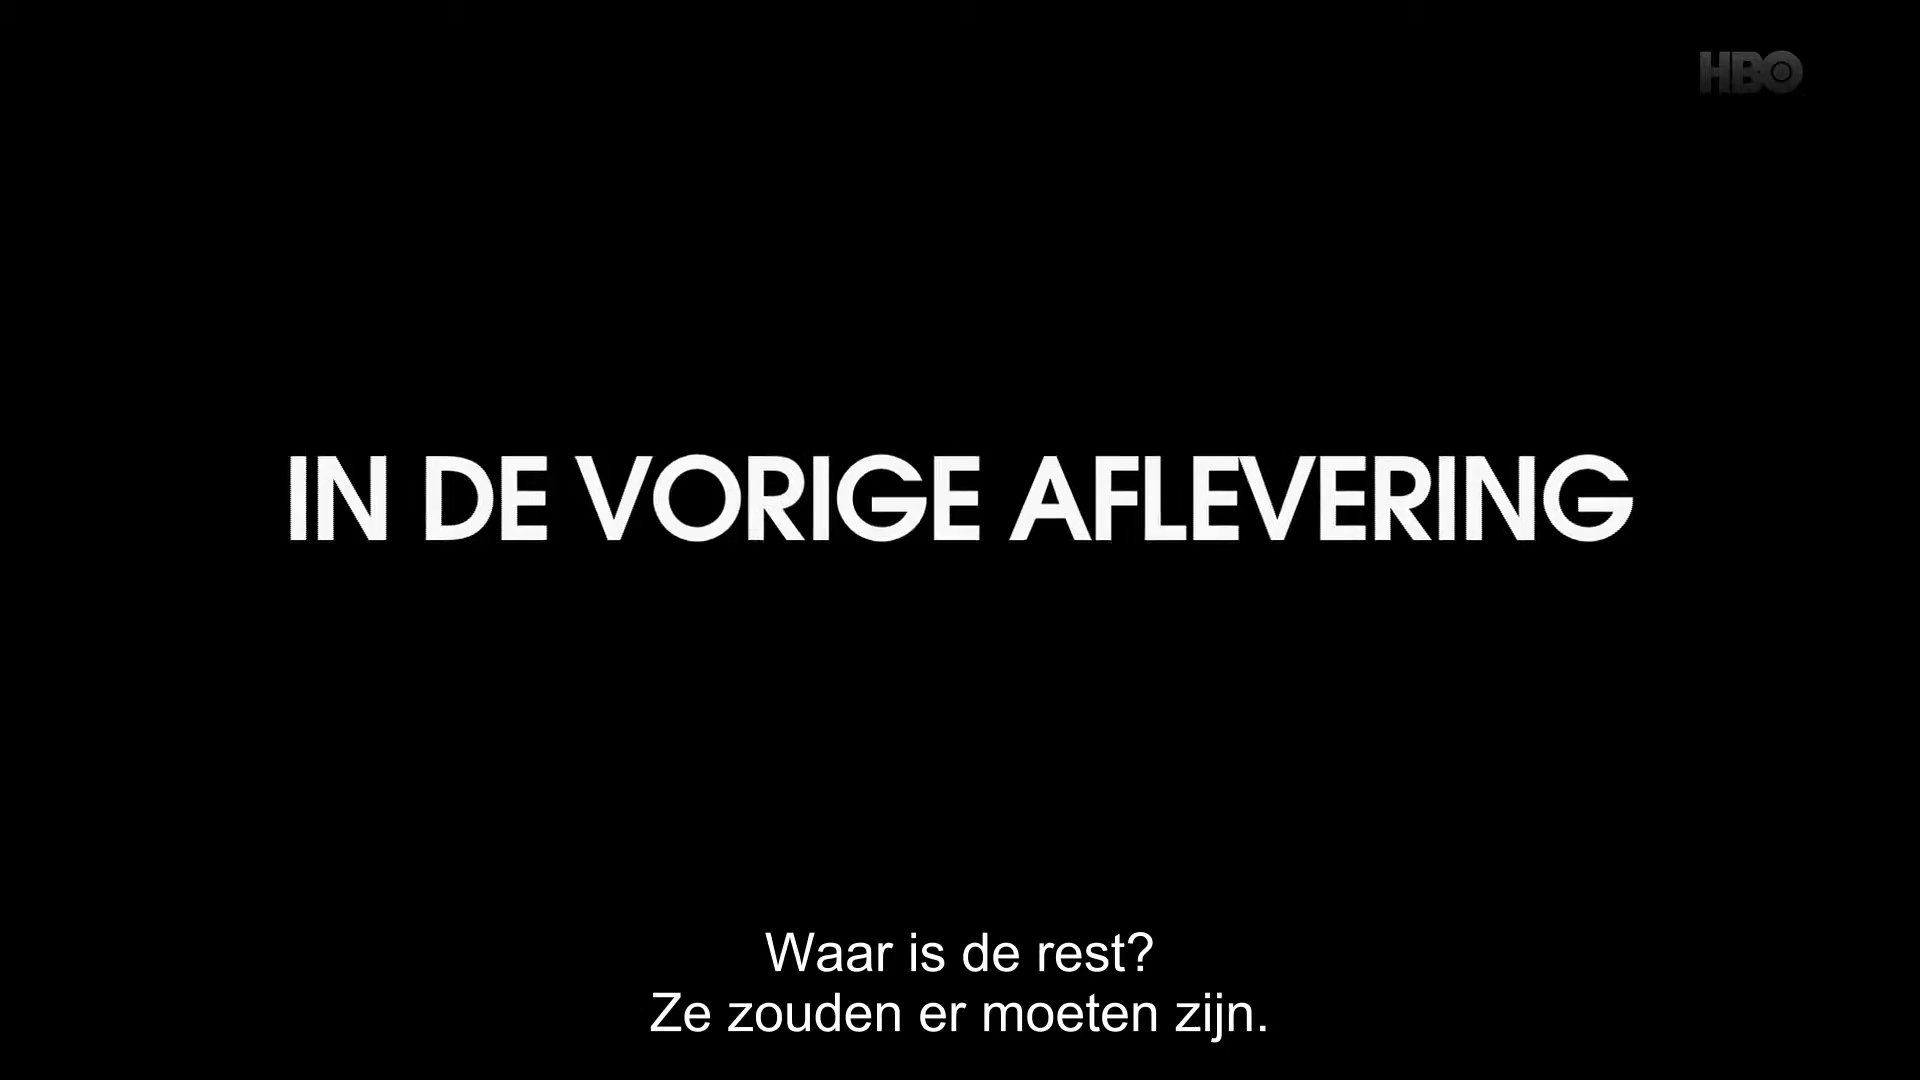 HBO
IN DE VORIGE AFLEVERING
Waar is de rest?
Ze zouden er moeten zijn.